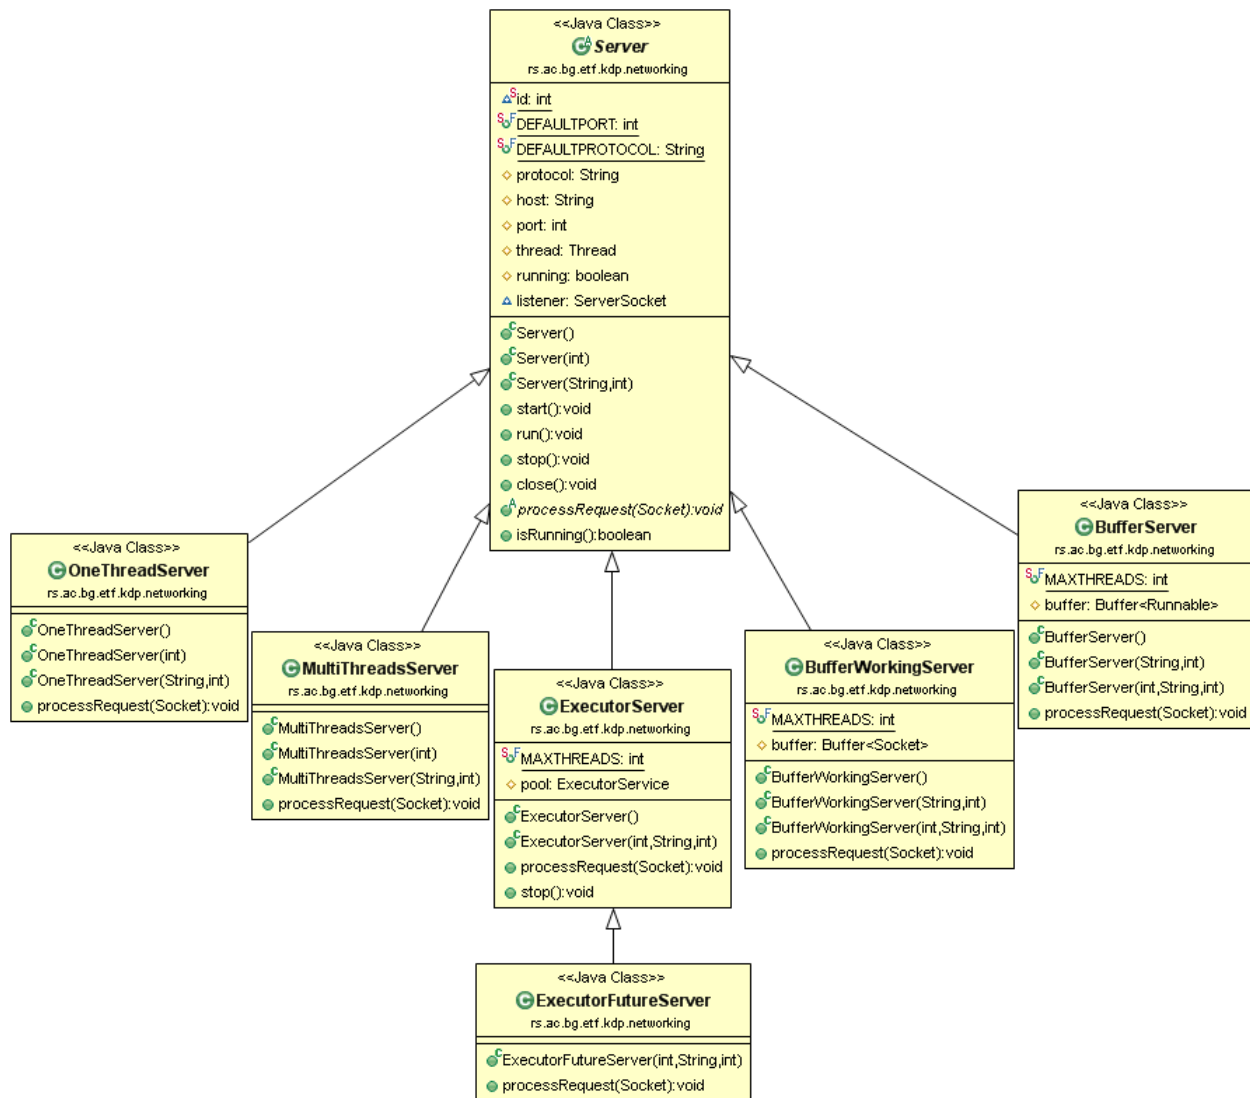 <<Java Class>>
Server
rs.ac.bg.etf.kdp.networking
id: int
DEFAULTPORT: int
DEFAULTPROTOCOL: String
protocol: String
host: String
port: int
thread: Thread
running: boolean
listener: ServerSocket
Server()
Server(int)
Server(String,int)
start():void
run():void
stop():void
close():void
processRequest(Socket):void
isRunning():boolean
<<Java Class>>
OneThreadServer
rs.ac.bg.etf.kdp.networking
OneThreadServer()
OneThreadServer(int)
OneThreadServer(String,int)
processRequest(Socket):void
<<Java Class>>
MultiThreadsServer
rs.ac.bg.etf.kdp.networking
MultiThreadsServer()
MultiThreadsServer(int)
MultiThreadsServer(String,int)
processRequest(Socket):void
<<Java Class>>
ExecutorServer
rs.ac.bg.etf.kdp.networking
MAXTHREADS: int
pool: ExecutorService
ExecutorServer()
ExecutorServer(int,String,int)
processRequest(Socket):void
stop():void
<<Java Class>>
BufferWorkingServer
rs.ac.bg.etf.kdp.networking
MAXTHREADS: int
buffer: Buffer<Socket>
BufferWorkingServer()
BufferWorkingServer(String,int)
BufferWorkingServer(int,String,int)
processRequest(Socket):void
<<Java Class>>
BufferServer
rs.ac.bg.etf.kdp.networking
MAXTHREADS: int
buffer: Buffer<Runnable>
BufferServer()
BufferServer(String,int)
BufferServer(int,String,int)
processRequest(Socket):void
<<Java Class>>
ExecutorFutureServer
rs.ac.bg.etf.kdp.networking
ExecutorFutureServer(int,String,int)
processRequest(Socket):void